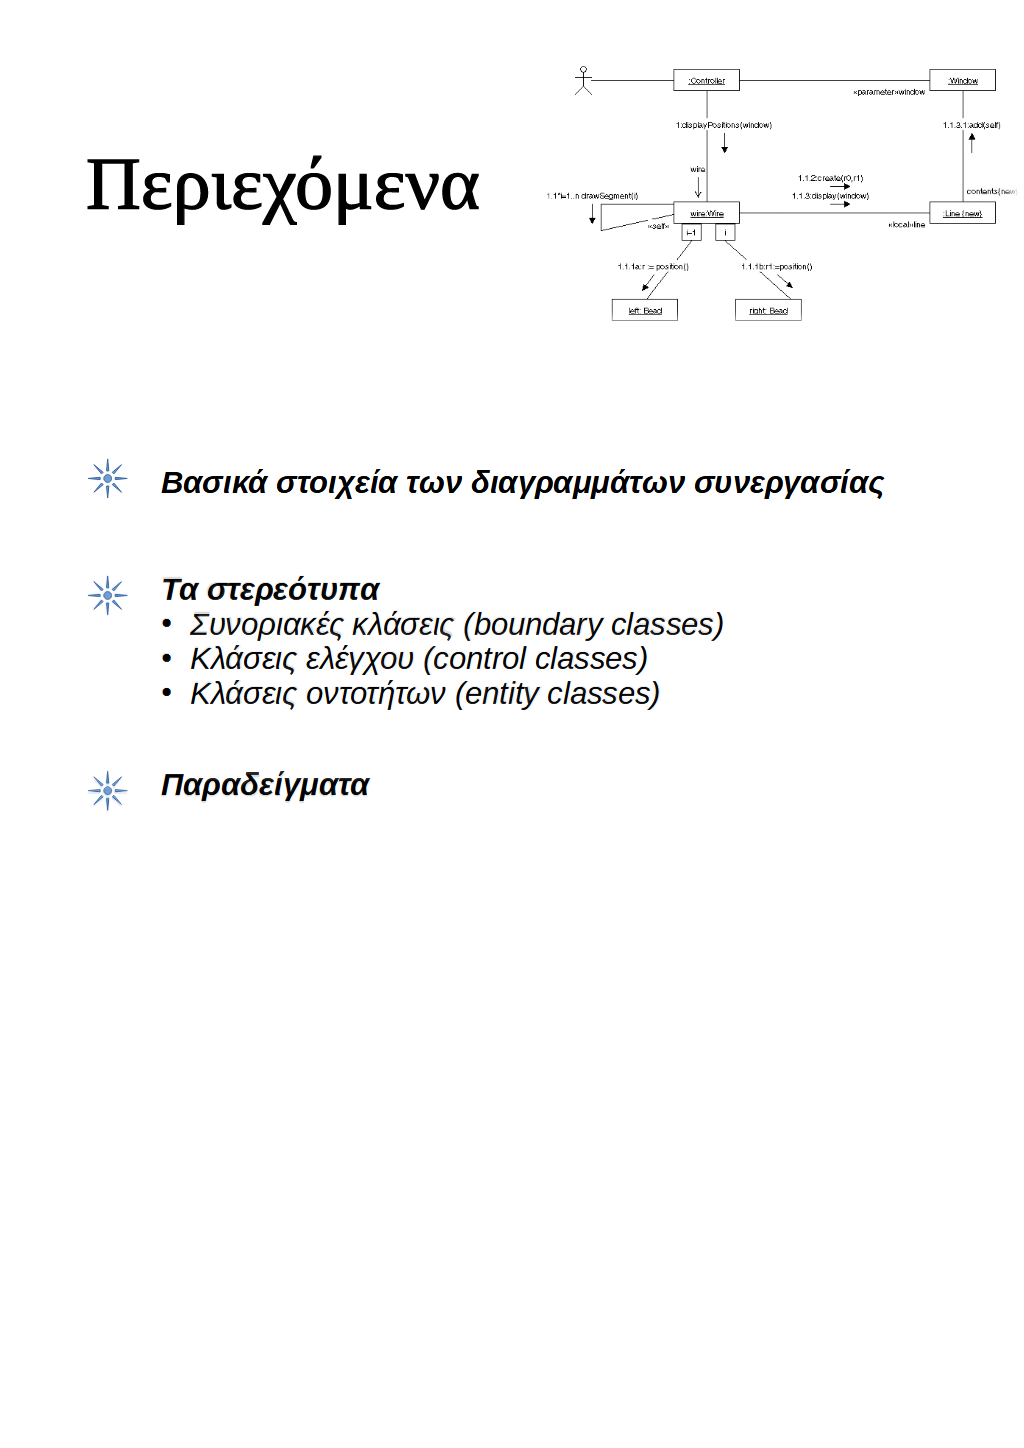 Περιεχόμενα
:Controller
:Window
«parameter»window
1:displayPositions(window)
1.1.3.1:add(self)
wire
1.1.2:create(r0,r1)
1.1*i=1..n drawSegment(i)
1.1.3:display(window)
contents{new
wire:Wire
:Line {new}
«self»
«local»line
i-1
i
1.1.1a:r := position()
1.1.1b:r1:=position()
left: Bead
right: Bead
Βασικά στοιχεία των διαγραμμάτων συνεργασίας
Τα στερεότυπα
• Συνοριακές κλάσεις (boundary classes)
• Κλάσεις ελέγχου (control classes)
• Κλάσεις οντοτήτων (entity classes)
Παραδείγματα